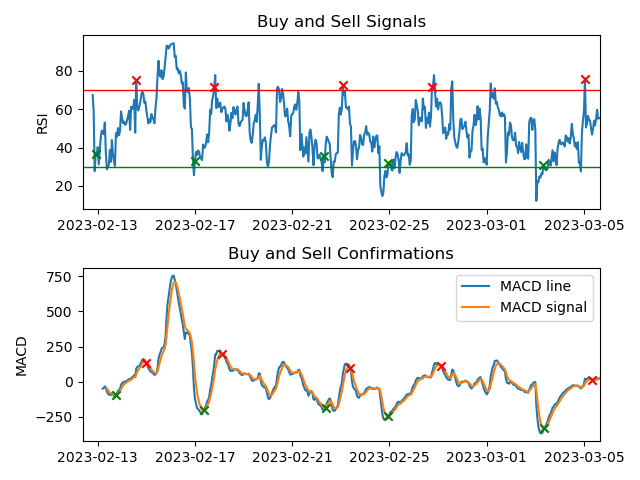 Buy and Sell Signals
RSI
80
60
40
20
2023-02-13 2023-02-17 2023-02-21 2023-02-25 2023-03-01 2023-03-05
Buy and Sell Confirmations
MACD
750
500
250
0
−250
MACD line
MACD signal
2023-02-13 2023-02-17 2023-02-21 2023-02-25 2023-03-01 2023-03-05